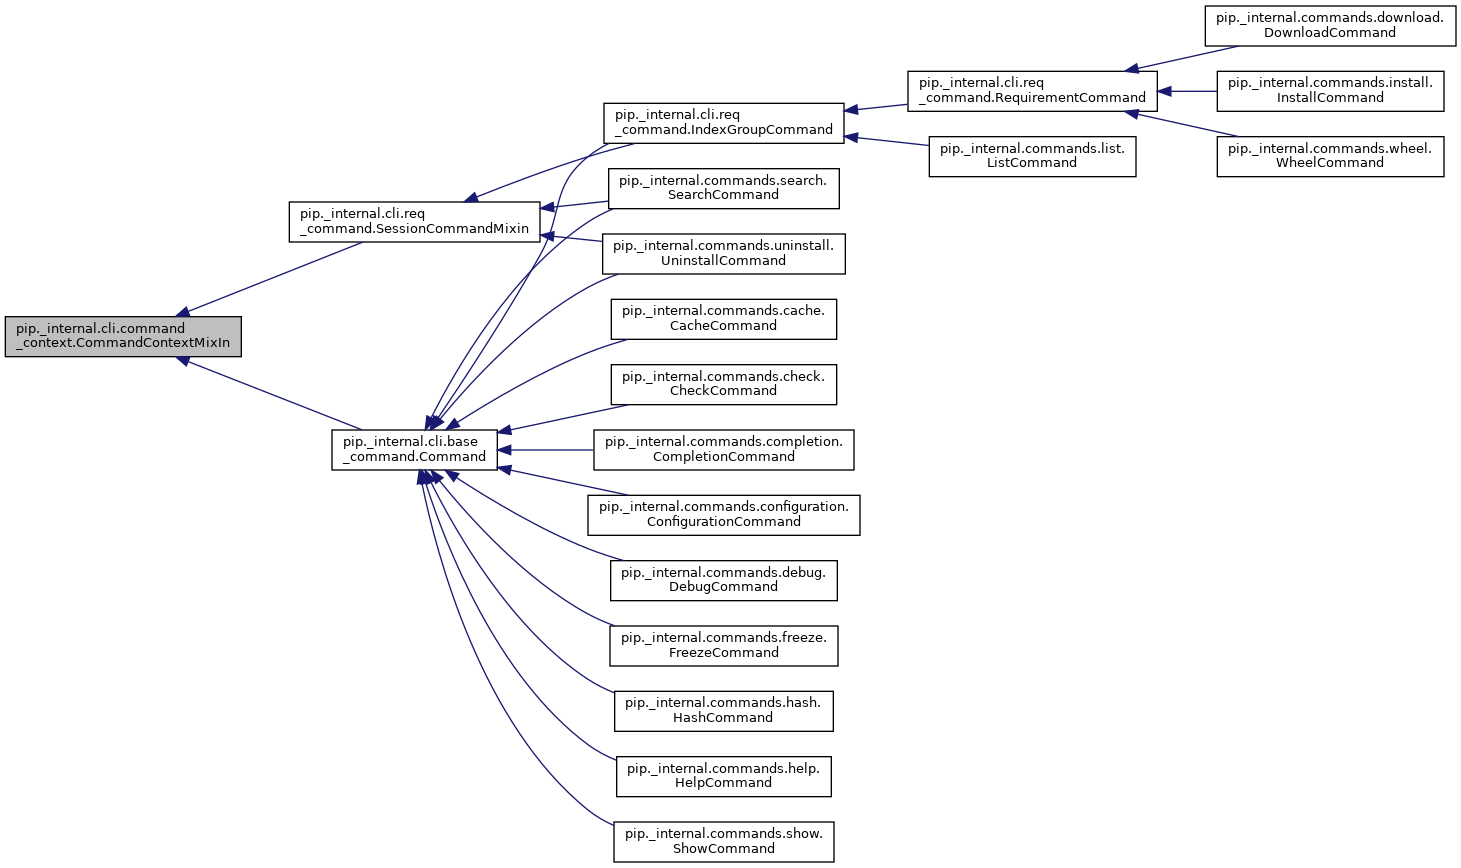 pip._internal.commands.download.
DownloadCommand
pip._internal.cli.req
_command.RequirementCommand
pip._internal.commands.install.
InstallCommand
pip._internal.cli.req
_command.IndexGroupCommand
pip._internal.commands.list.
ListCommand
pip._internal.commands.wheel.
WheelCommand
pip._internal.commands.search.
SearchCommand
pip._internal.cli.req
_command.SessionCommandMixin
pip._internal.commands.uninstall.
UninstallCommand
pip._internal.commands.cache.
CacheCommand
pip._internal.cli.command
_context.CommandContextMixIn
pip._internal.commands.check.
CheckCommand
pip._internal.cli.base
_command.Command
pip._internal.commands.completion.
CompletionCommand
pip._internal.commands.configuration.
ConfigurationCommand
pip._internal.commands.debug.
DebugCommand
pip._internal.commands.freeze.
FreezeCommand
pip._internal.commands.hash.
HashCommand
pip._internal.commands.help.
HelpCommand
pip._internal.commands.show.
ShowCommand